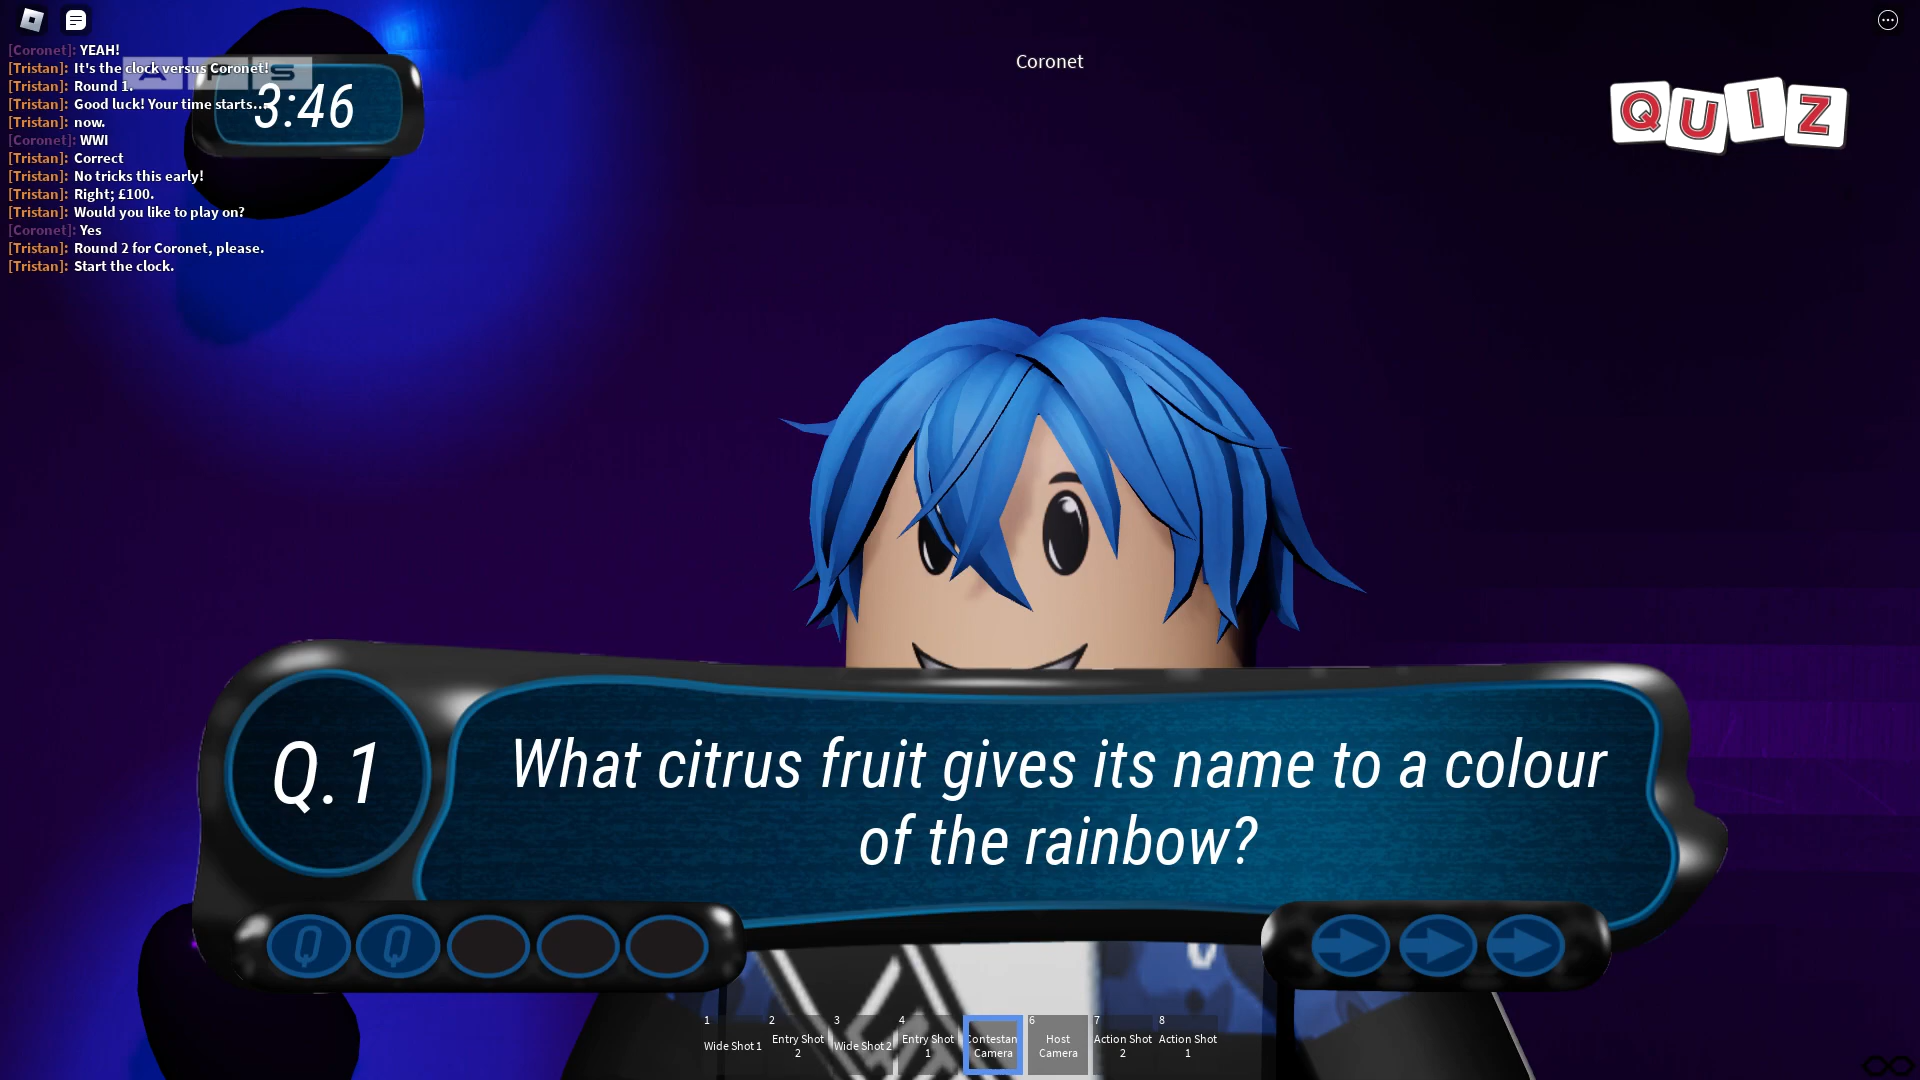 [Coronet]: YEAH!
[Tristan]: It's the clock versus Coronet!
[Tristan]: Round 1.
[Tristan]: Good luck! Your time starts...
[Tristan]: now.
[Coronet]: WWI
[Tristan]: Correct
[Tristan]: No tricks this early!
[Tristan]: Right; £100.
[Tristan]: Would you like to play on?
[Coronet]: Yes
[Tristan]: Round 2 for Coronet, please.
[Tristan]: Start the clock.
3:46
Coronet
QUIZ
Q.1
What citrus fruit gives its name to a colour
of the rainbow?
Q Q
1 Wide Shot 1
2 Entry Shot 2
3 Wide Shot 2
4 Entry Shot 1
Contestan Camera
6 Host Camera
7 Action Shot 2
8 Action Shot 1